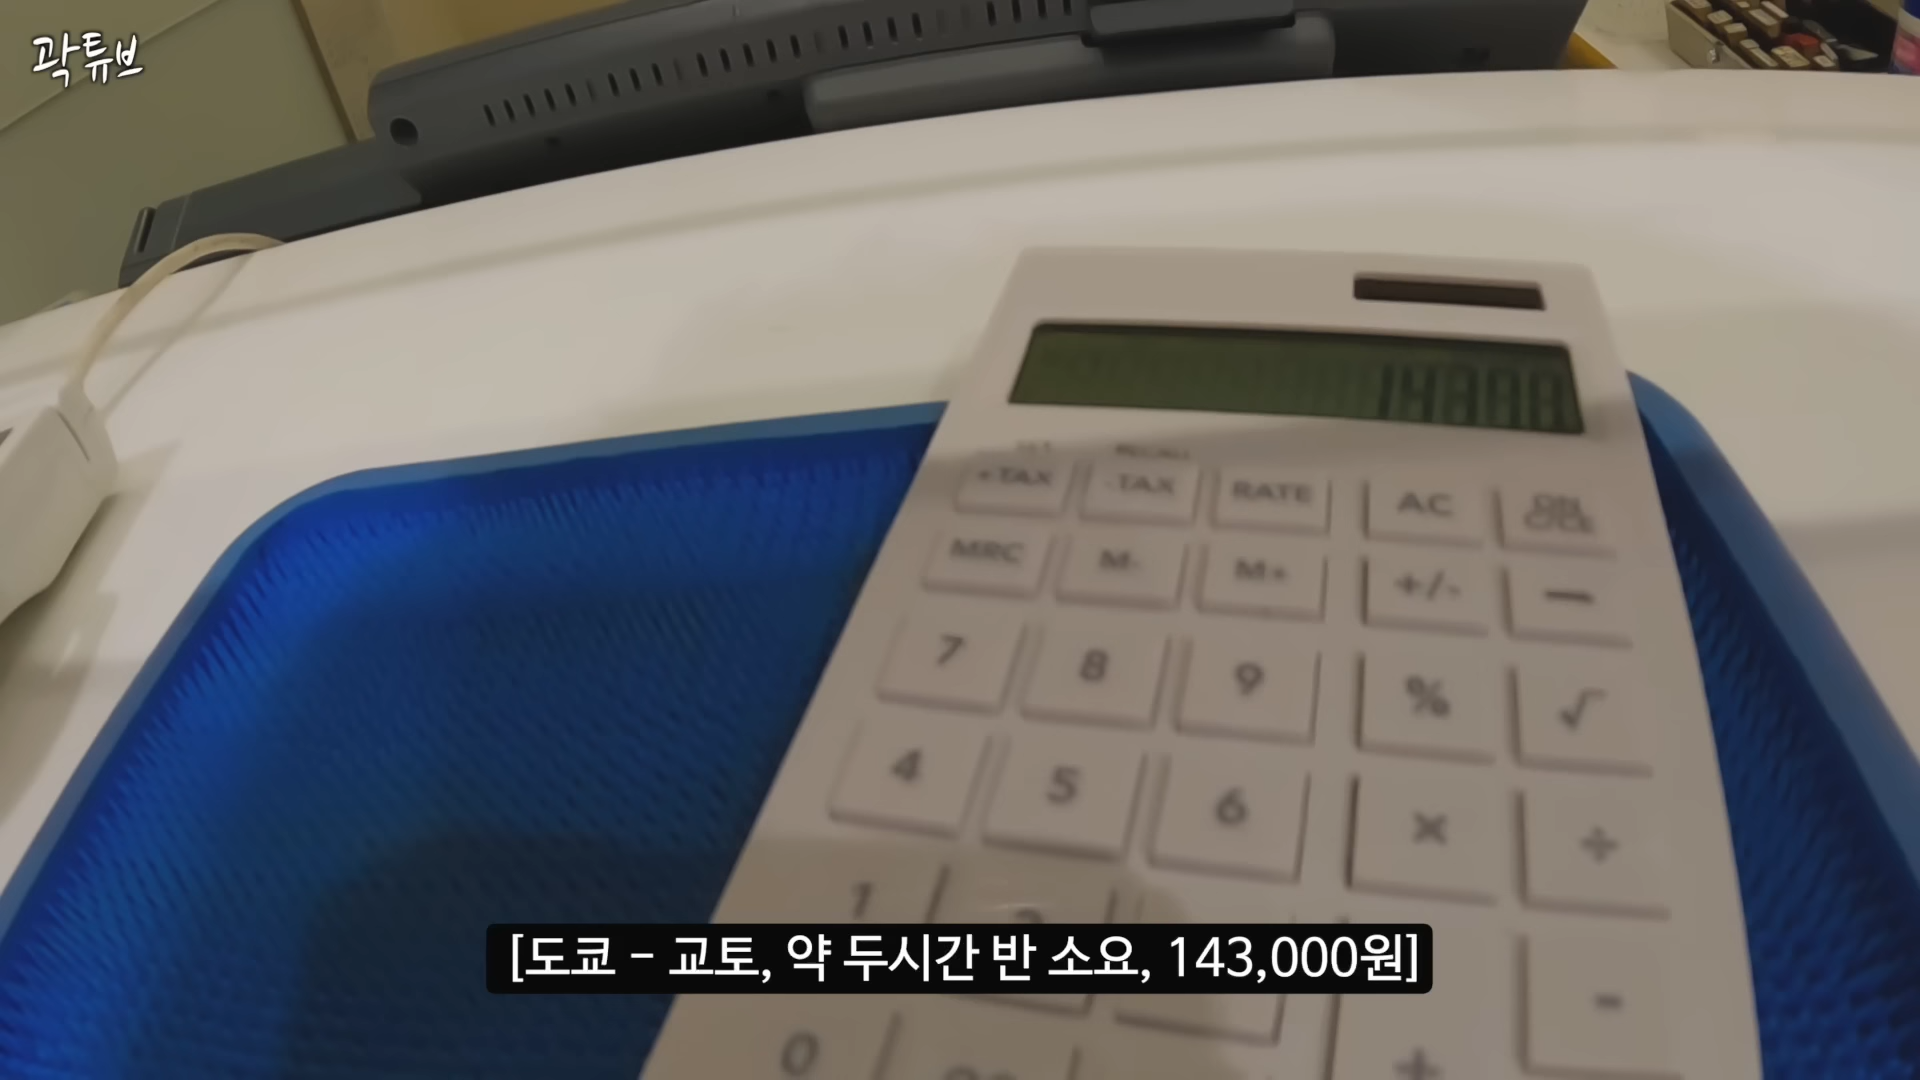 곽튜브
+TAX -TAX RATE AC
MRC M- M+ +/- −
7 8 9 % √
4 5 6 × ÷
1
[도쿄 - 교토, 약 두시간 반 소요, 143,000원]
0 +